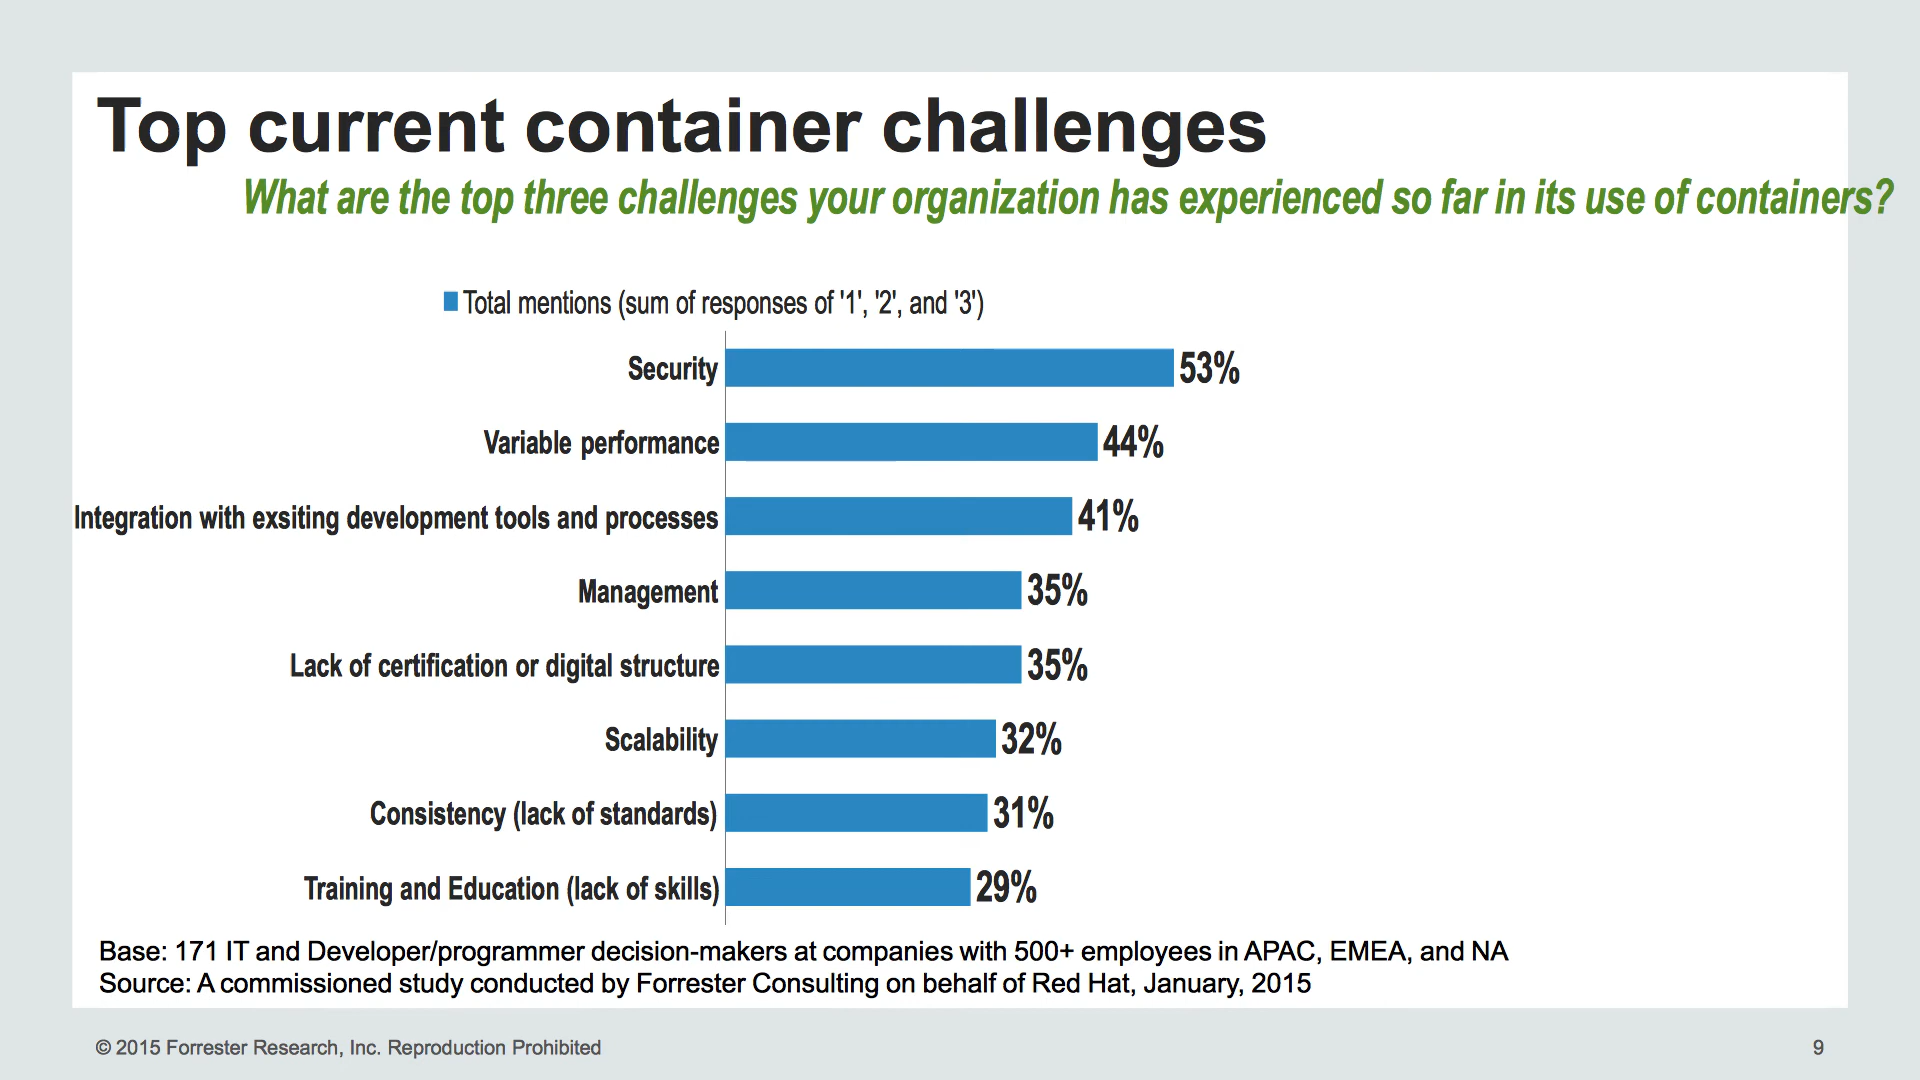 Top current container challenges
What are the top three challenges your organization has experienced so far in its use of containers?
Total mentions (sum of responses of '1', '2', and '3')
Security 53%
Variable performance 44%
Integration with exsiting development tools and processes 41%
Management 35%
Lack of certification or digital structure 35%
Scalability 32%
Consistency (lack of standards) 31%
Training and Education (lack of skills) 29%
Base: 171 IT and Developer/programmer decision-makers at companies with 500+ employees in APAC, EMEA, and NA
Source: A commissioned study conducted by Forrester Consulting on behalf of Red Hat, January, 2015
© 2015 Forrester Research, Inc. Reproduction Prohibited 9